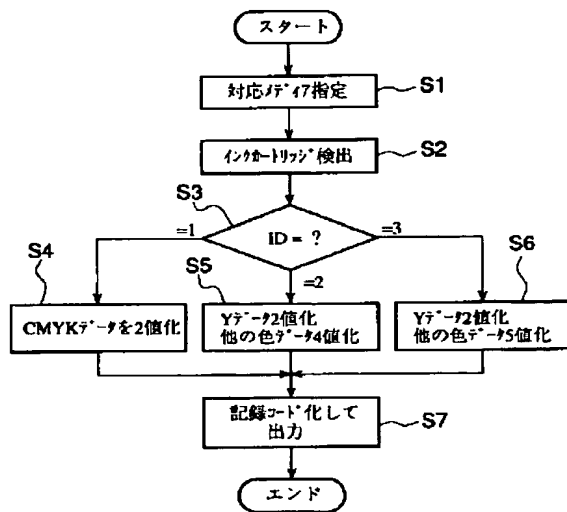 スタート
対応ﾒﾃﾞｨｱ指定
S1
ｲﾝｸｶｰﾄﾘｯｼﾞ検出
S2
S3
ID = ?
=1
=2
=3
S4
CMYKﾃﾞｰﾀを2値化
S5
Yﾃﾞｰﾀ2値化
他の色ﾃﾞｰﾀ4値化
S6
Yﾃﾞｰﾀ2値化
他の色ﾃﾞｰﾀ5値化
記録ｺｰﾄﾞ化して
出力
S7
エンド